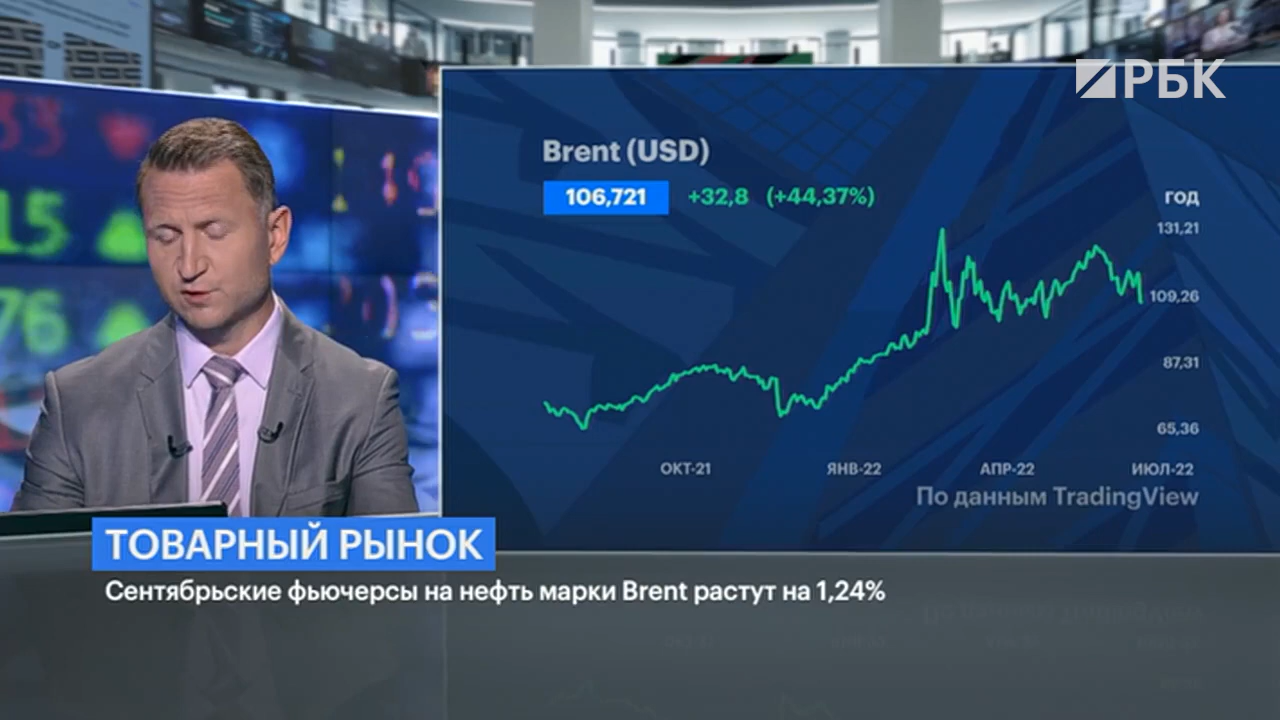 РБК
Brent (USD)
106,721 +32,8 (+44,37%)
ГОД
131,21
109,26
87,31
65,36
ОКТ-21 ЯНВ-22 АПР-22 ИЮЛ-22
По данным TradingView
15
76
ТОВАРНЫЙ РЫНОК
Сентябрьские фьючерсы на нефть марки Brent растут на 1,24%